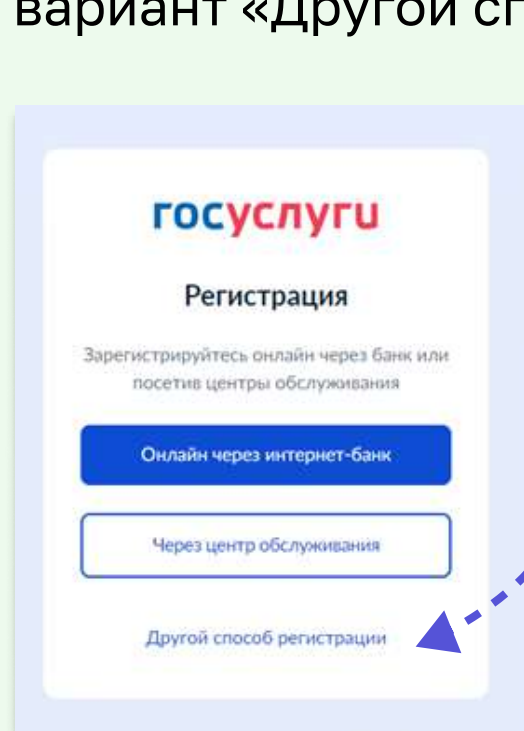 вариант «Другой сп
госуслуги
Регистрация
Зарегистрируйтесь онлайн через банк или
посетив центры обслуживания
Онлайн через интернет-банк
Через центр обслуживания
Другой способ регистрации